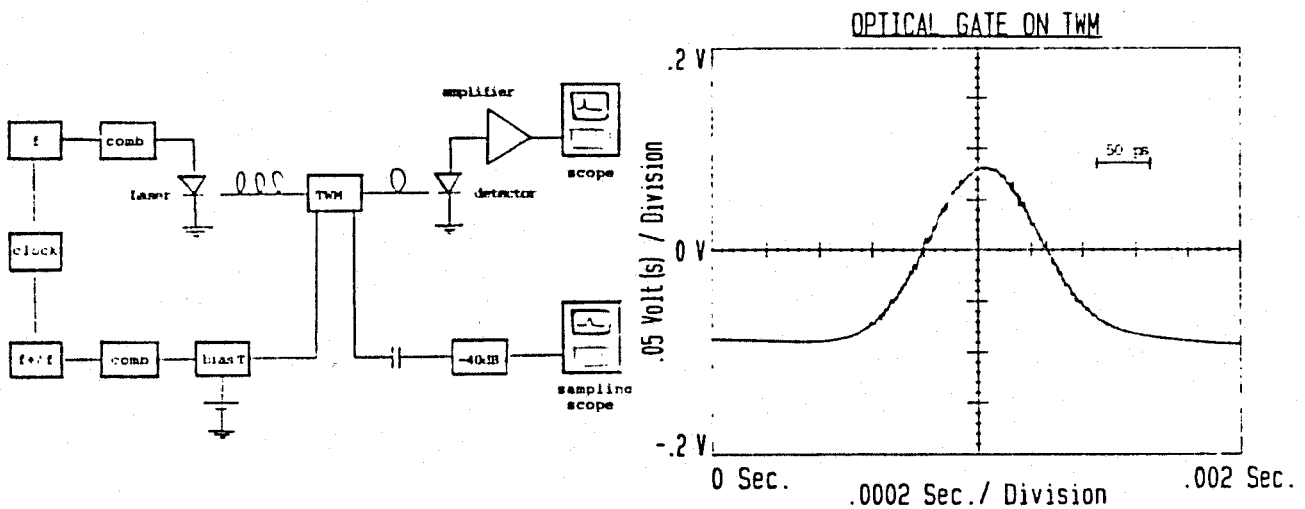 OPTICAL GATE ON TWM
amplifier
f
comb
Laser
TWM
detector
scope
clock
comb
bias T
-40dB
sampling
scope
.2 V
0 V
-.2 V
.05 Volt(s) / Division
50 ps
0 Sec.
.0002 Sec./ Division
.002 Sec.